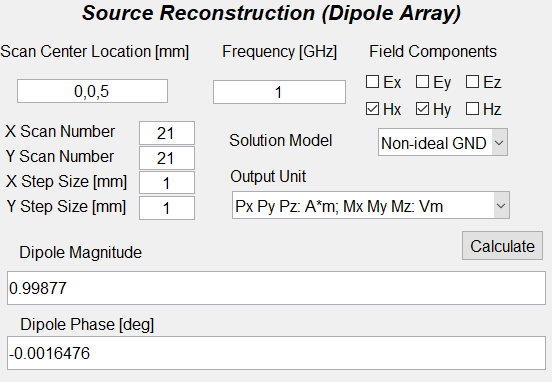 Source Reconstruction (Dipole Array)
Scan Center Location [mm] Frequency [GHz] Field Components
0,0,5 1 Ex Ey Ez
Hx Hy Hz
X Scan Number 21
Y Scan Number 21
X Step Size [mm] 1
Y Step Size [mm] 1
Solution Model Non-ideal GND
Output Unit
Px Py Pz: A*m; Mx My Mz: Vm
Calculate
Dipole Magnitude
0.99877
Dipole Phase [deg]
-0.0016476